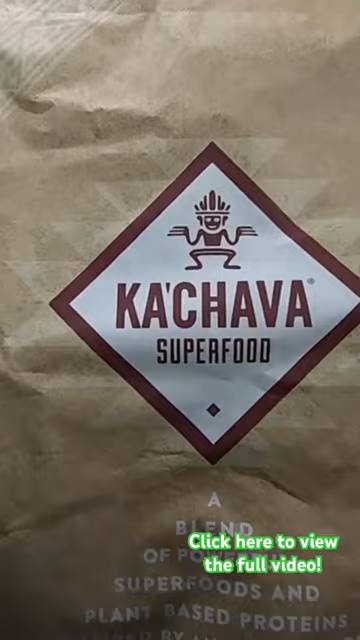 KA'CHAVA®
SUPERFOOD
A
BLEND
OF
SUPERFOODS AND
PLANT BASED PROTEINS
Click here to view
the full video!